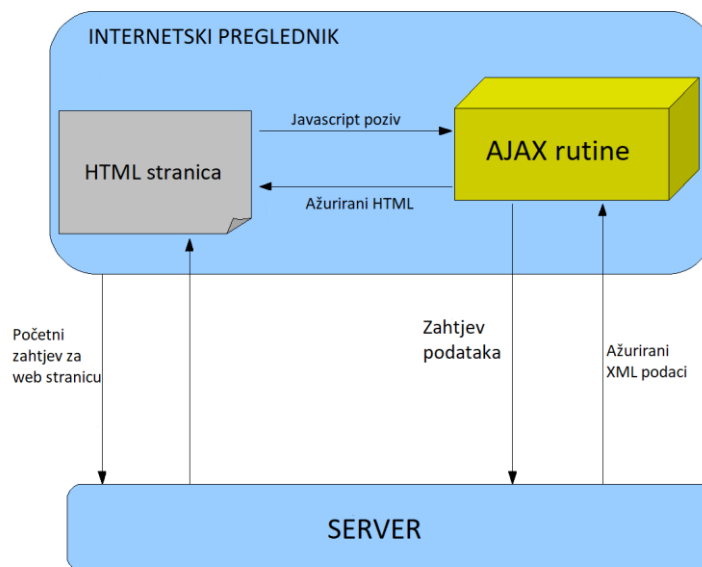 INTERNETSKI PREGLEDNIK
Javascript poziv
HTML stranica
AJAX rutine
Ažurirani HTML
Početni
zahtjev za
web stranicu
Zahtjev
podataka
Ažurirani
XML podaci
SERVER